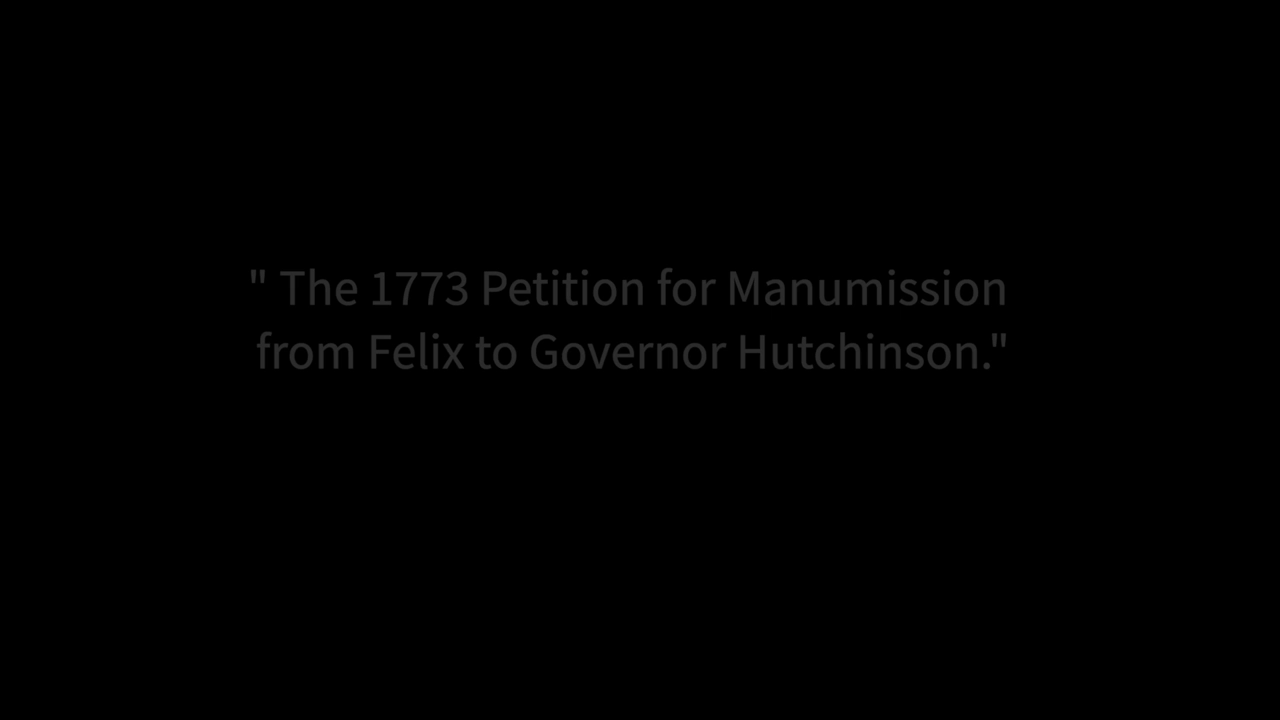 " The 1773 Petition for Manumission
from Felix to Governor Hutchinson."